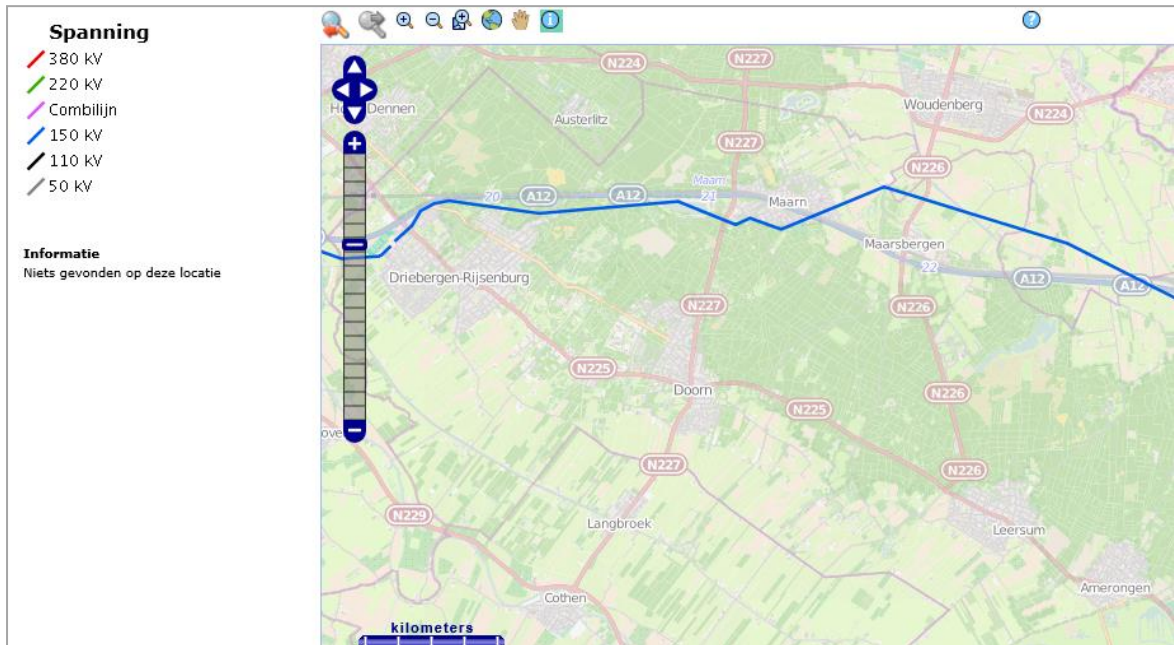 Spanning
380 kV
220 kV
Combilijn
150 kV
110 kV
50 kV
Informatie
Niets gevonden op deze locatie
N227
N224
Dennen
Austerlitz
Woudenberg
N224
N227
N226
20
A12
A12
Maarn
21
Maarn
Maarsbergen
22
Driebergen-Rijsenburg
A12
A12
N227
N226
N225
Doorn
N226
N225
N227
N226
N229
Langbroek
Leersum
Amerongen
Cothen
kilometers